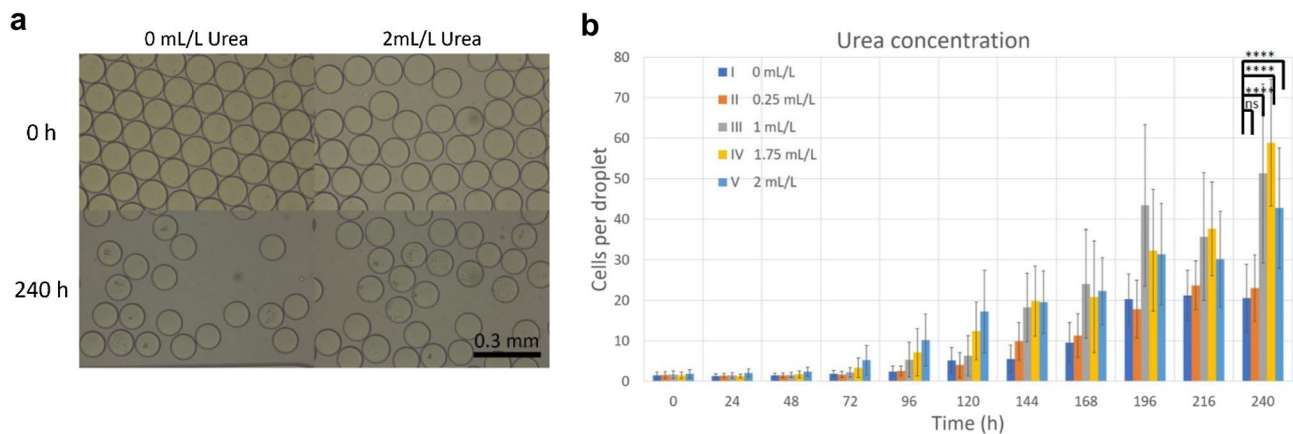 a
0 mL/L Urea
2mL/L Urea
0 h
240 h
0.3 mm
b
Urea concentration
Cells per droplet
80
70
60
50
40
30
20
10
0
I 0 mL/L
II 0.25 mL/L
III 1 mL/L
IV 1.75 mL/L
V 2 mL/L
****
****
****
ns
0 24 48 72 96 120 144 168 196 216 240
Time (h)